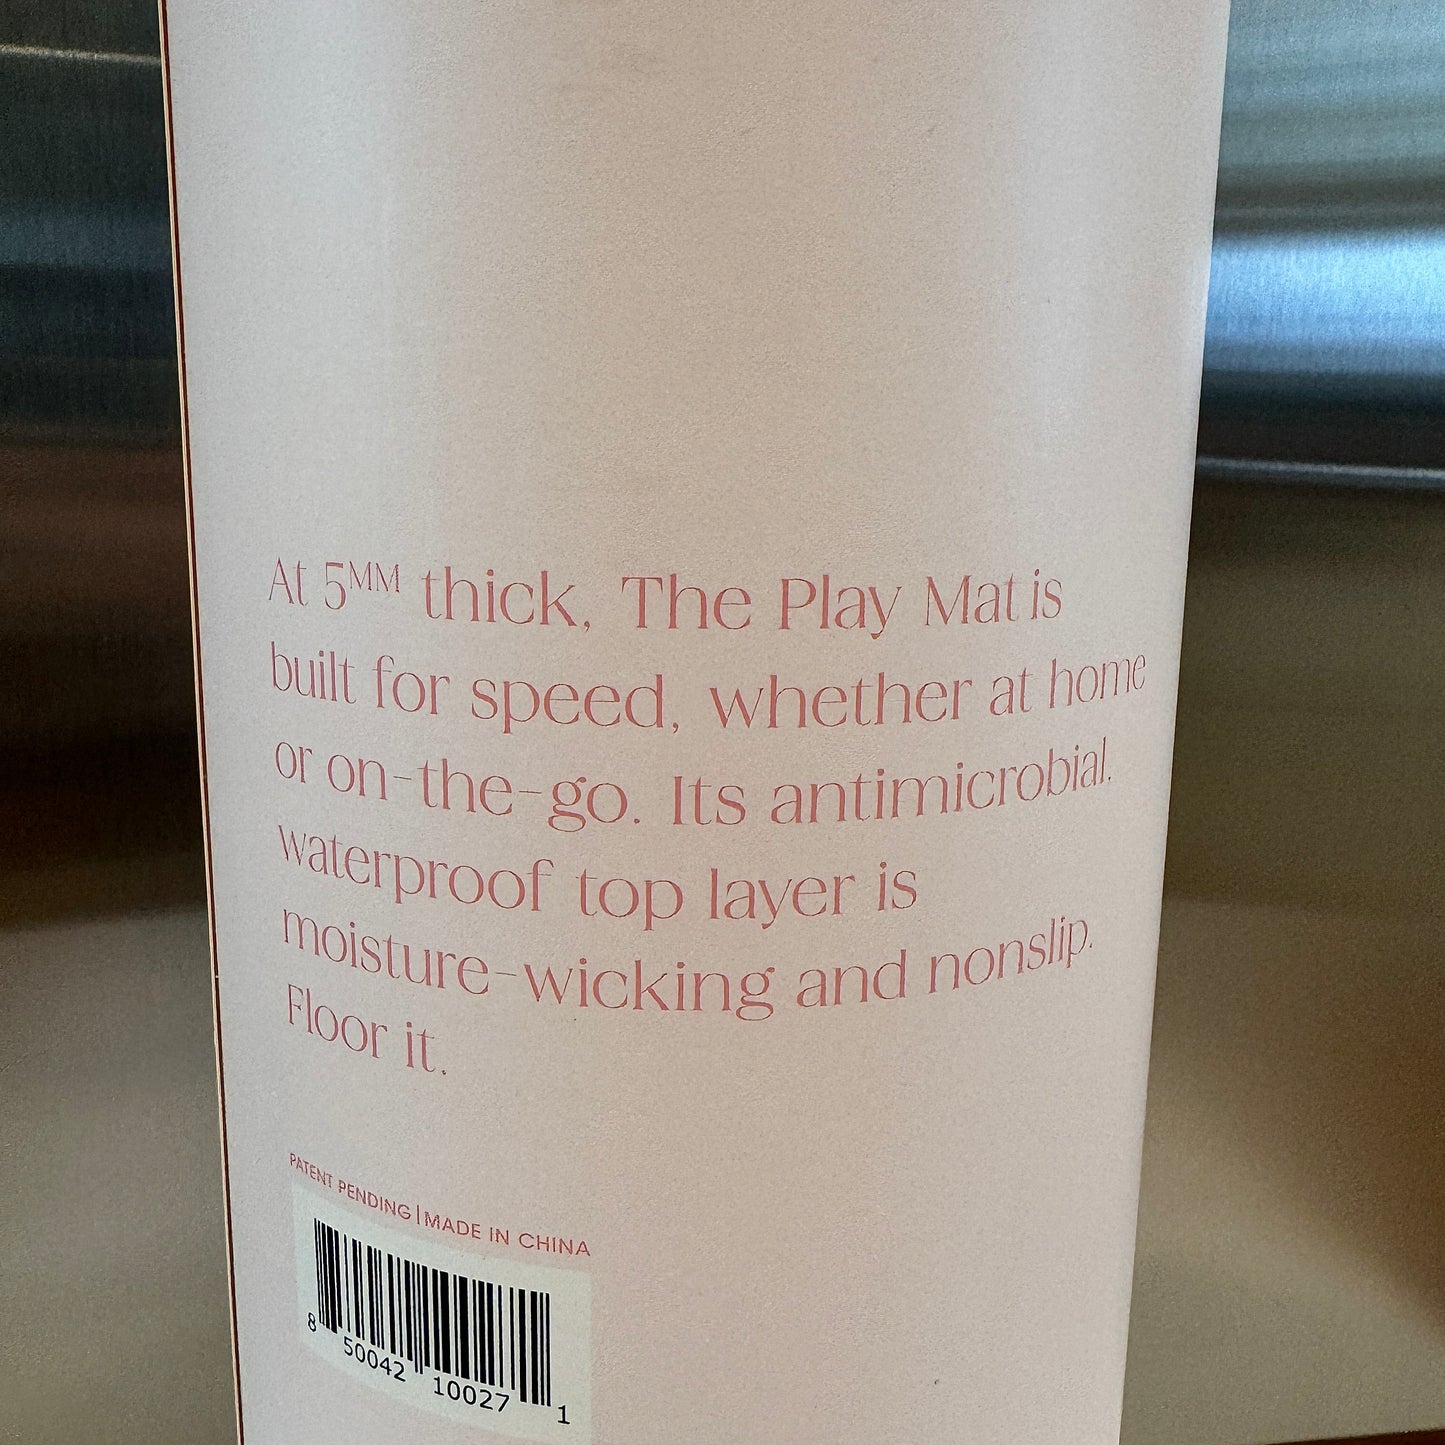 At 5MM thick, The Play Mat is
built for speed, whether at home
or on-the-go. Its antimicrobial,
waterproof top layer is
moisture-wicking and nonslip.
Floor it.
PATENT PENDING | MADE IN CHINA
8 50042 10027 1